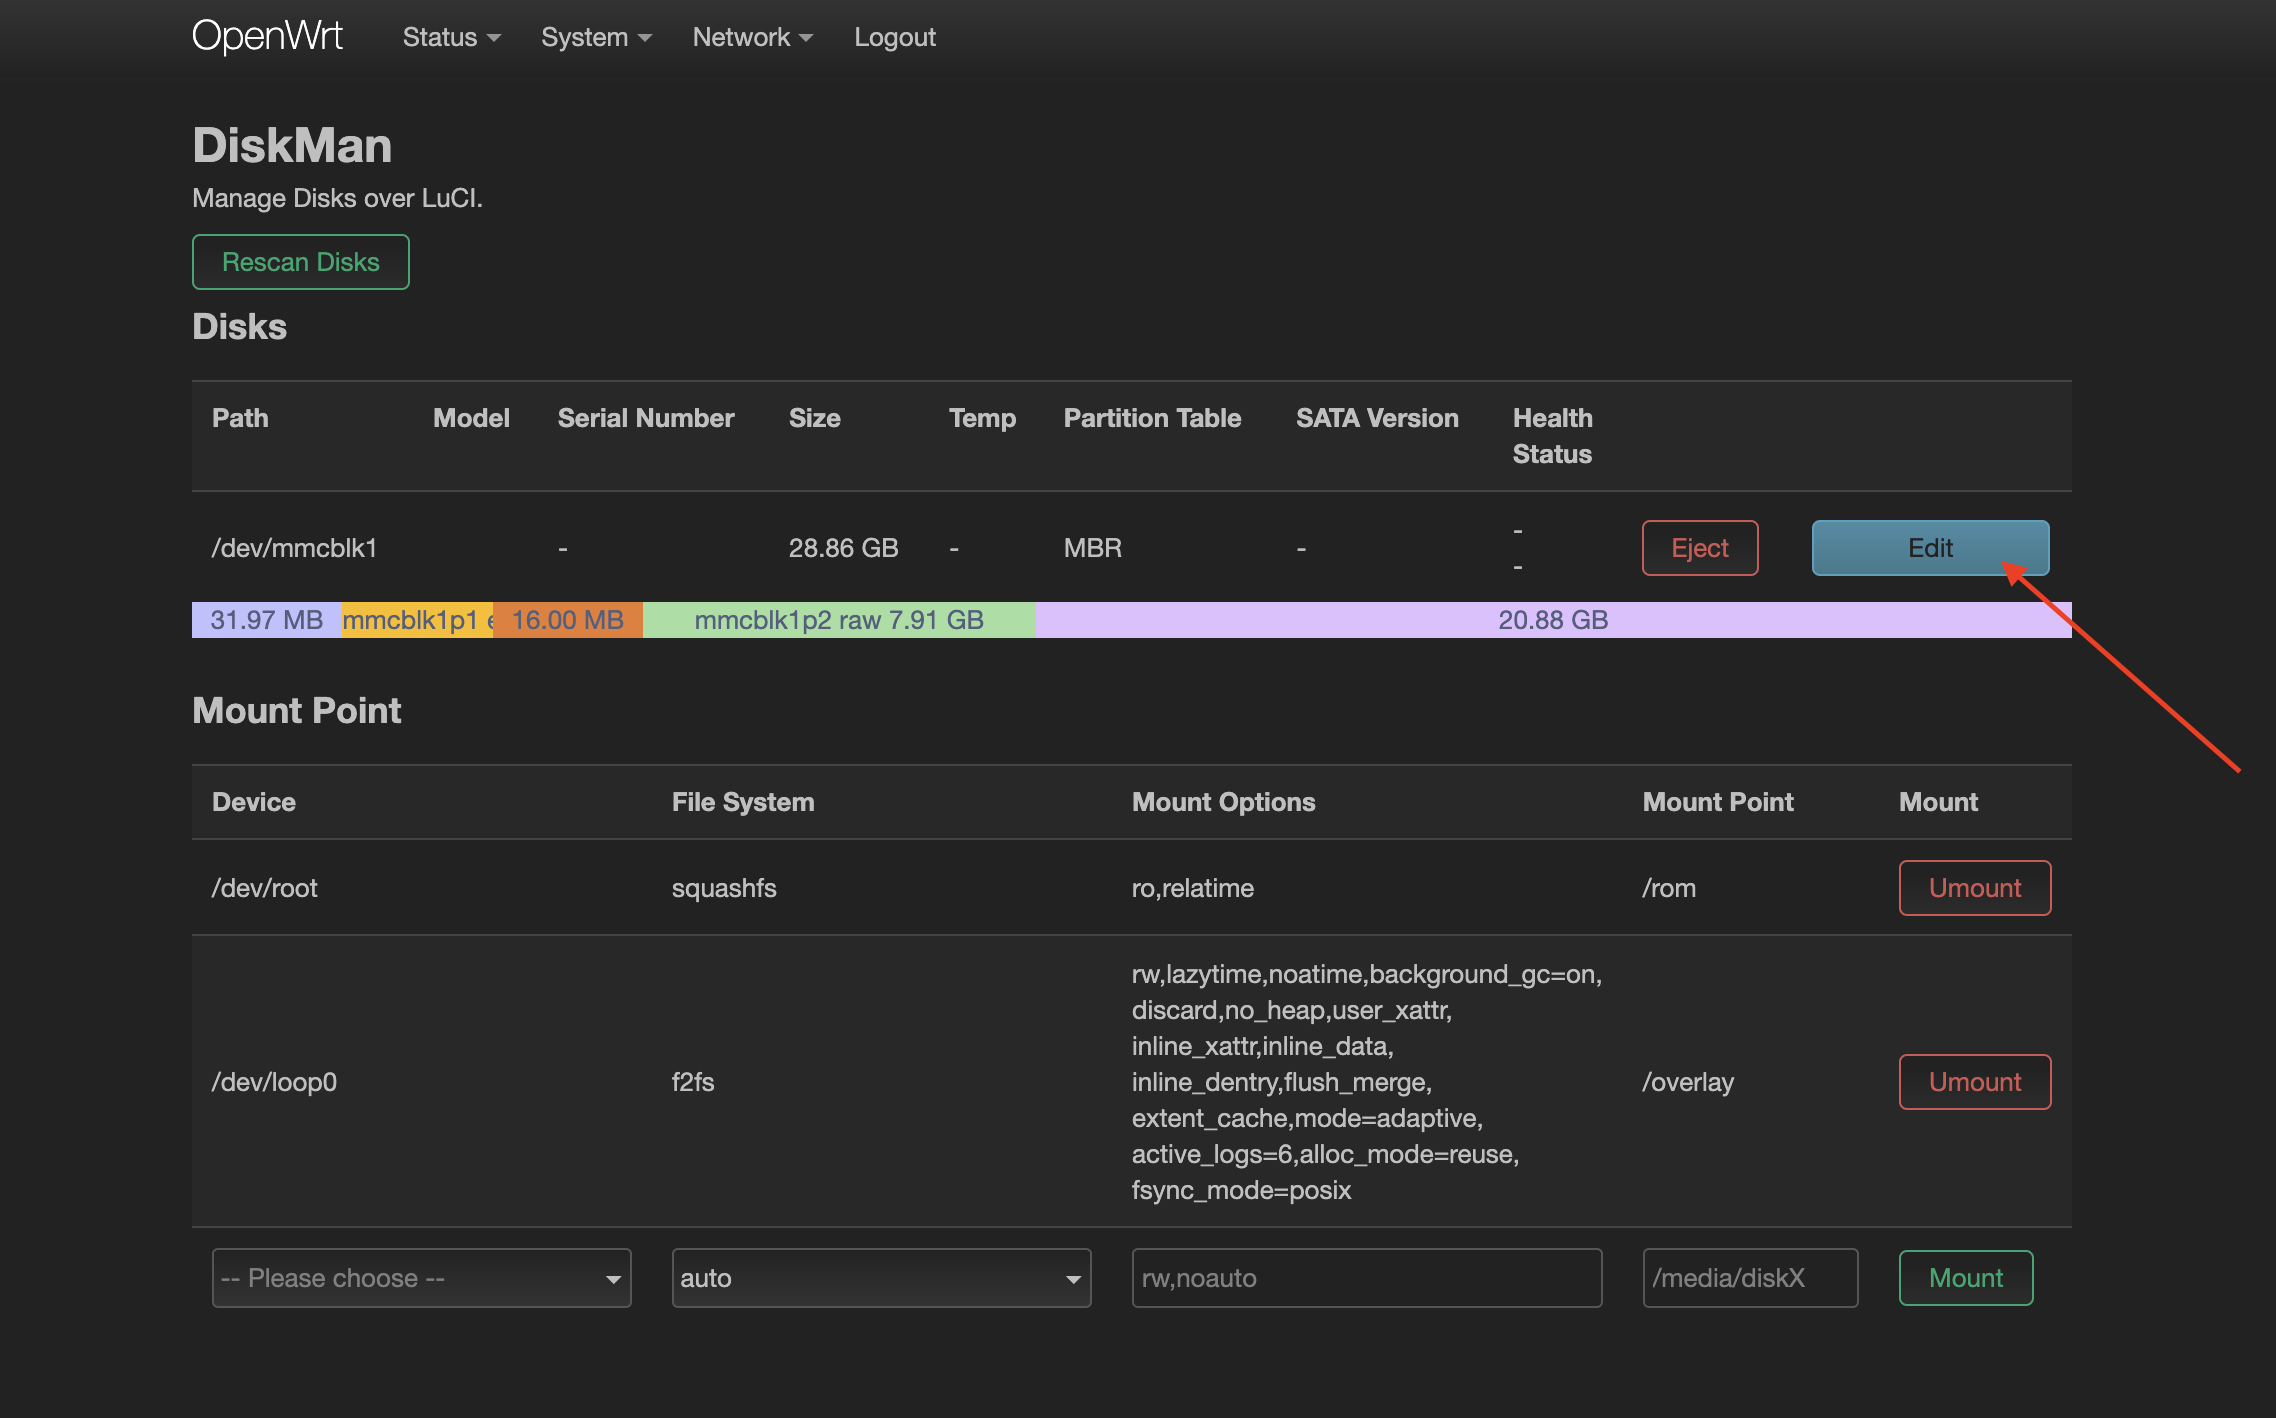 OpenWrt Status System Network Logout
DiskMan
Manage Disks over LuCI.
Rescan Disks
Disks
Path Model Serial Number Size Temp Partition Table SATA Version Health Status
/dev/mmcblk1 - 28.86 GB - MBR - - - Eject Edit
31.97 MB mmcblk1p1 e 16.00 MB mmcblk1p2 raw 7.91 GB 20.88 GB
Mount Point
Device File System Mount Options Mount Point Mount
/dev/root squashfs ro,relatime /rom Umount
rw,lazytime,noatime,background_gc=on,
discard,no_heap,user_xattr,
inline_xattr,inline_data,
/dev/loop0 f2fs inline_dentry,flush_merge, /overlay Umount
extent_cache,mode=adaptive,
active_logs=6,alloc_mode=reuse,
fsync_mode=posix
-- Please choose -- auto rw,noauto /media/diskX Mount